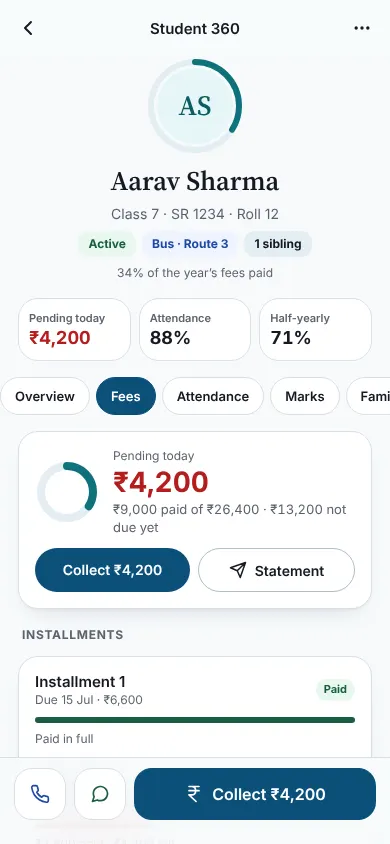 Student 360
AS
Aarav Sharma
Class 7 · SR 1234 · Roll 12
Active
Bus · Route 3
1 sibling
34% of the year’s fees paid
Pending today
₹4,200
Attendance
88%
Half-yearly
71%
Overview
Fees
Attendance
Marks
Fami
Pending today
₹4,200
₹9,000 paid of ₹26,400 · ₹13,200 not
due yet
Collect ₹4,200
Statement
INSTALLMENTS
Installment 1
Paid
Due 15 Jul · ₹6,600
Paid in full
₹ Collect ₹4,200